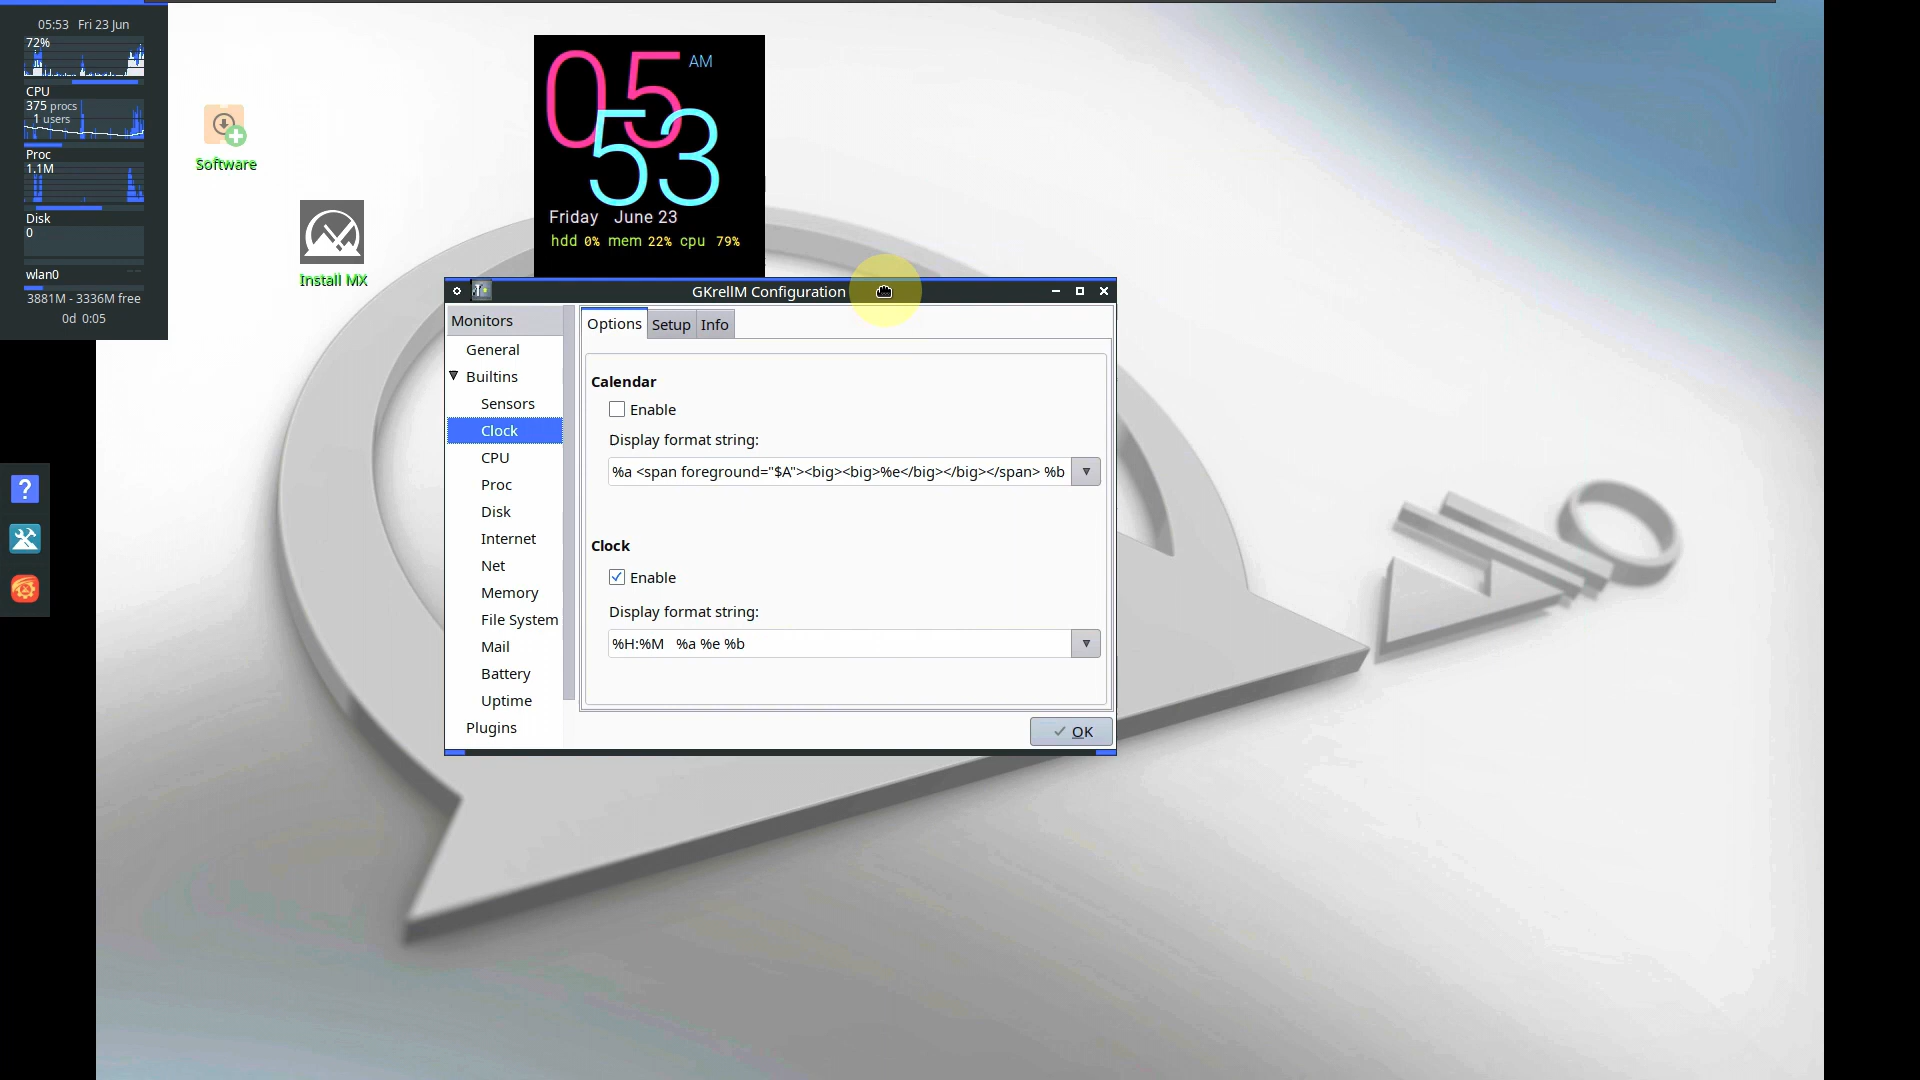 05:53 Fri 23 Jun
72%
CPU
375 procs
1 users
Proc
1.1M
Disk
0
wlan0
3881M - 3336M free
0d 0:05
Software
Install MX
05 AM
53
Friday June 23
hdd 0% mem 22% cpu 79%
GKrellM Configuration
Monitors
General
Builtins
Sensors
Clock
CPU
Proc
Disk
Internet
Net
Memory
File System
Mail
Battery
Uptime
Plugins
Options Setup Info
Calendar
Enable
Display format string:
%a <span foreground="$A"><big><big>%e</big></big></span> %b
Clock
Enable
Display format string:
%H:%M   %a %e %b
OK
?